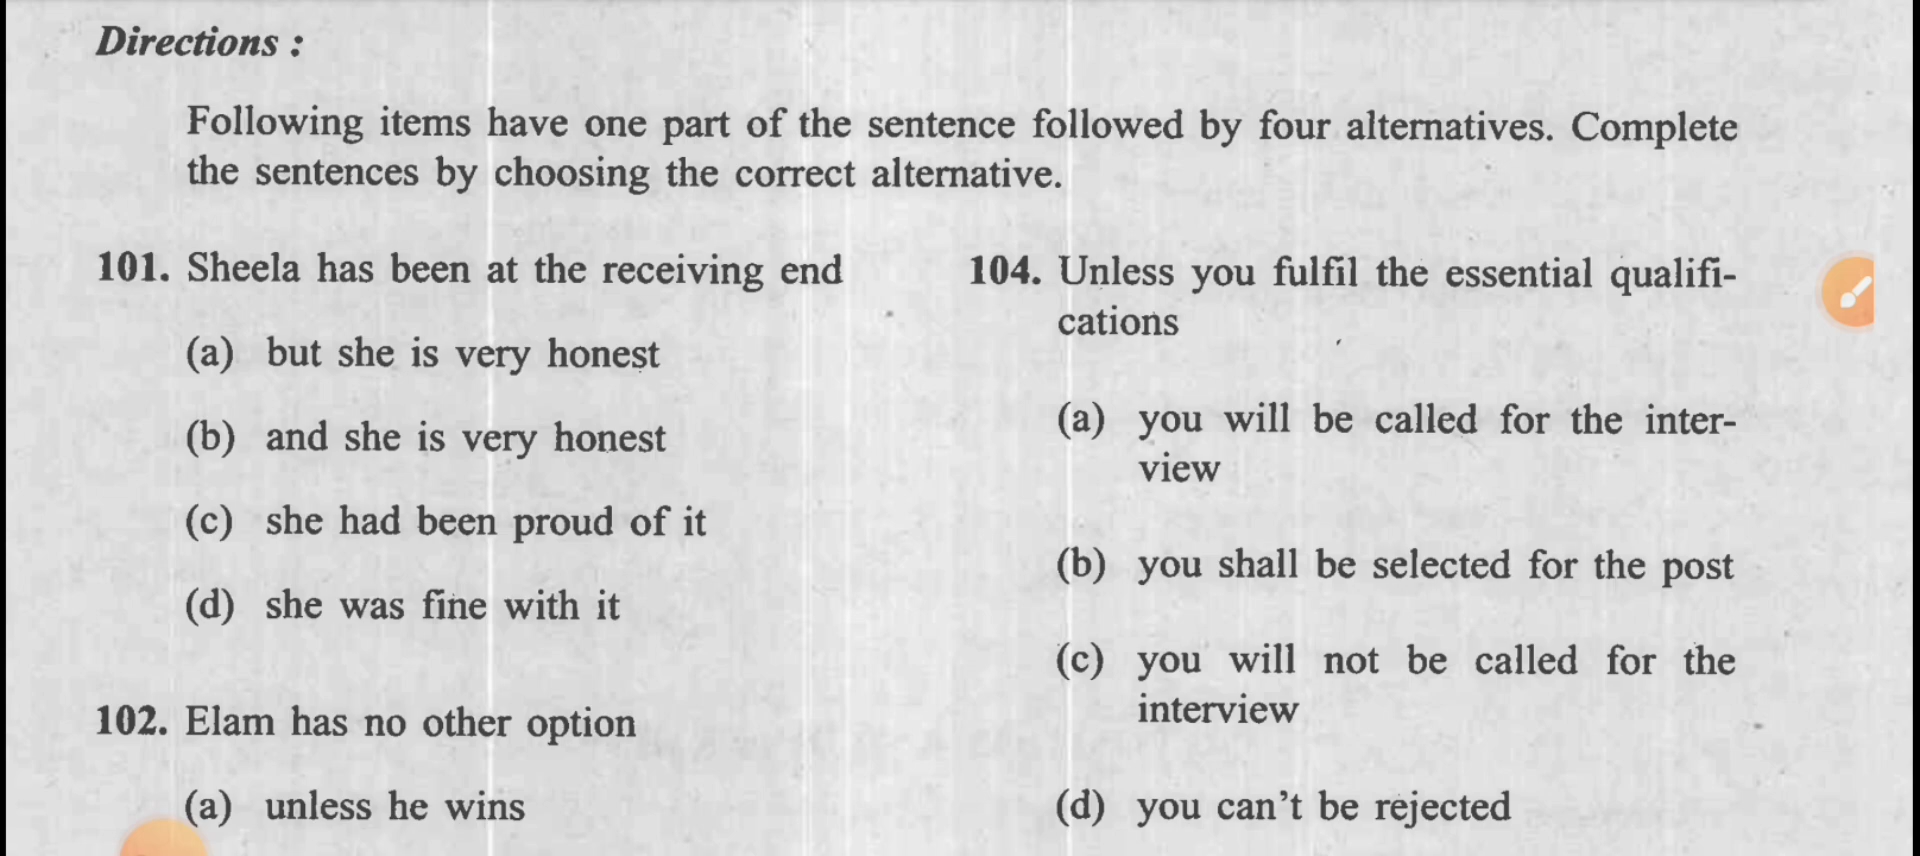 Directions :
Following items have one part of the sentence followed by four alternatives. Complete
the sentences by choosing the correct alternative.
101. Sheela has been at the receiving end
(a) but she is very honest
(b) and she is very honest
(c) she had been proud of it
(d) she was fine with it
102. Elam has no other option
(a) unless he wins
104. Unless you fulfil the essential qualifi-
cations
(a) you will be called for the inter-
view
(b) you shall be selected for the post
(c) you will not be called for the
interview
(d) you can't be rejected